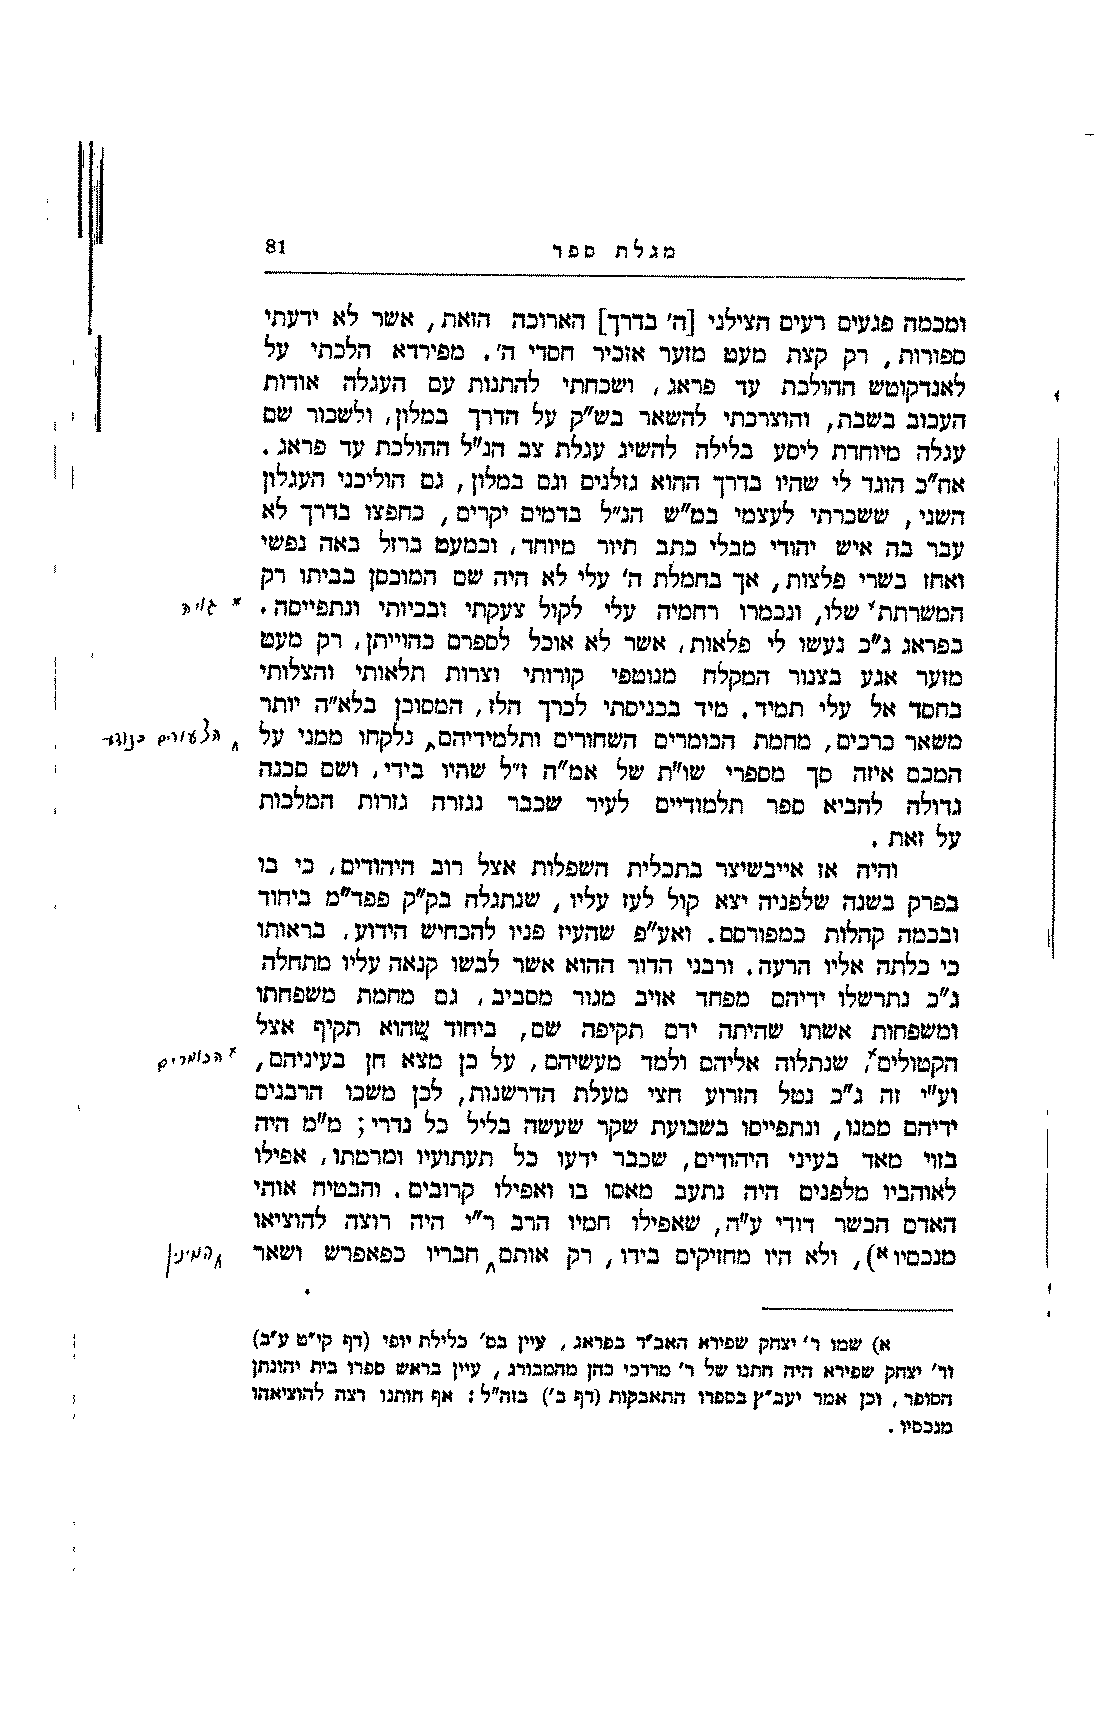 מגלת ספר 81
ומכמה פגעים רעים הצילני [ה' בדרך] הארוכה הזאת, אשר לא ידעתי
ספורות, רק קצת מעט מזער אזכיר חסדי ה'. מפירדא הלכתי על
לאנדקוטש ההולכת עד פראג, ושכחתי להתנות עם העגלה אודות
העכוב בשבת, והוצרכתי להשאר בש"ק על הדרך במלון, ולשכור שם
עגלה מיוחדת ליסע בלילה להשיג עגלת צב הנ"ל ההולכת עד פראג.
אח"כ הוגד לי שהיו בדרך ההוא גזלנים וגם במלון, גם הוליכני העגלון
השני, ששכרתי לעצמי במ"ש הנ"ל בדמים יקרים, כחפצו בדרך לא
עבר בה איש יהודי מבלי כתב תיור מיוחד, וכמעט ברזל באה נפשי
ואחז בשרי פלצות, אך בחמלת ה' עלי לא היה שם המוכסן בביתו רק
המשרתת* שלו, ונכמרו רחמיה עלי לקול צעקתי ובכיותי ונתפייסה. * גויה
בפראג ג"כ נעשו לי פלאות, אשר לא אוכל לספרם כהוייתן, רק מעט
מזער אגע בצנור המקלח מנוטפי קורותי וצרות תלאותי והצלותי
בחסד אל עלי תמיד. מיד בכניסתי לכרך הלז, המסוכן בלא"ה יותר
משאר כרכים, מחמת הכומרים השחורים ותלמידיהם^ נלקחו ממני על ^ הצעורים
המכם איזה סך מספרי שו"ת של אמ"ח ז"ל שהיו בידי, ושם סכנה
גדולה להביא ספר תלמודיים לעיר שכבר נגזרה גזרות המלכות
על זאת.
והיה אז אייבשיצר בתכלית השפלות אצל רוב היהודים, כי בו
בפרק בשנה שלפניה יצא קול לעז עליו, שנתגלה בק"ק פפד"מ ביחוד
ובכמה קהלות כמפורסם. ואע"פ שהעיז פניו להכחיש הידוע, בראותו
כי כלתה אליו הרעה. ורבני הדור ההוא אשר לבשו קנאה עליו מתחלה
ג"כ נתרשלו ידיהם מפחד אויב מגור מסביב, גם מחמת משפחתו
ומשפחות אשתו שהיתה ידם תקיפה שם, ביחוד שהוא תקיף אצל
הקטולים*, שנתלוה אליהם ולמד מעשיהם, על כן מצא חן בעיניהם, * הכומרים
וע"י זה ג"כ נטל הזרוע חצי מעלת הדרשנות, לכן משכו הרבנים
ידיהם ממנו, ונתפייסו בשבועת שקר שעשה בליל כל נדרי; מ"מ היה
בזוי מאד בעיני היהודים, שכבר ידעו כל תעתועיו ומרמתו, אפילו
לאוהביו מלפנים היה נתעב מאסו בו ואפילו קרובים. והבטיח אותי
האדם הכשר דודי ע"ה, שאפילו חמיו הרב ר"י היה רוצה להוציאו
מנכסיו א), ולא היו מחזיקים בידו, רק אותם^ חבריו כפאפרש ושאר ^ המינין
א) שמו ר' יצחק שפירא האב"ד בפראג, עיין בס' כלילת יופי (דף קי"ט ע"ב)
ור' יצחק שפירא היה חתנו של ר' מרדכי כהן מהמבורג, עיין בראש ספרו בית יהונתן
הסופר, וכן אמר יעב"ץ בספרו התאבקות (דף ב') בזה"ל: אף חותנו רצה להוציאהו
מנכסיו.